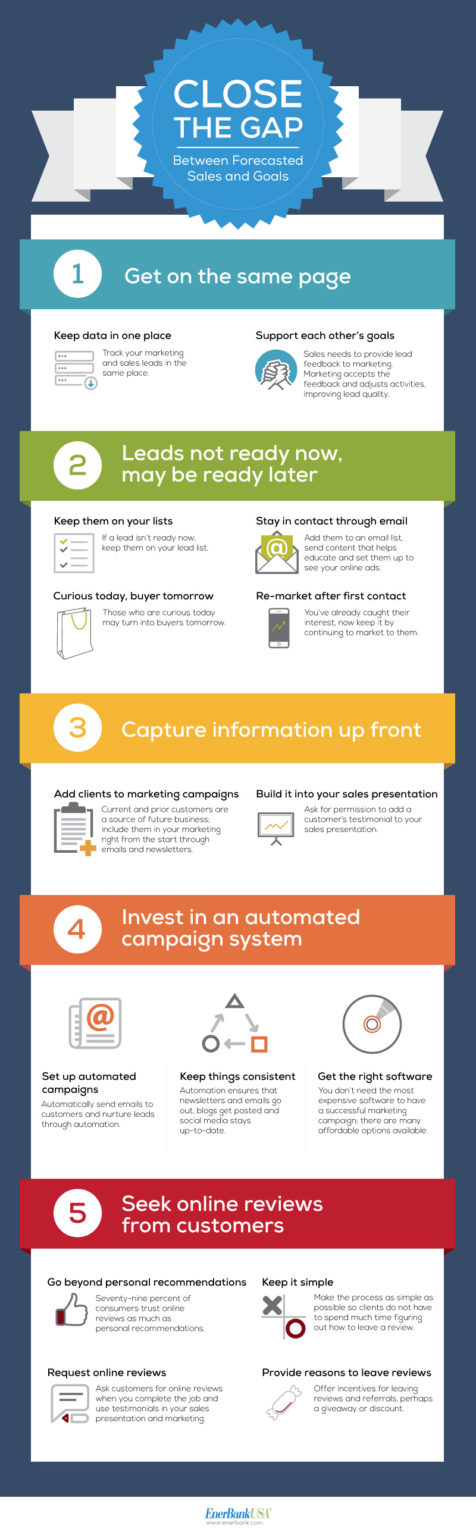 CLOSE
THE GAP
Between Forecasted
Sales and Goals
1
Get on the same page
Keep data in one place
Track your marketing
and sales leads in the
same place.
Support each other's goals
Sales needs to provide lead
feedback to marketing.
Marketing accepts the
feedback and adjusts activities,
improving lead quality.
2
Leads not ready now,
may be ready later
Keep them on your lists
If a lead isn't ready now,
keep them on your lead list.
Stay in contact through email
Add them to an email list,
send content that helps
educate and set them up to
see your online ads.
Curious today, buyer tomorrow
Those who are curious today
may turn into buyers tomorrow.
Re-market after first contact
You've already caught their
interest, now keep it by
continuing to market to them.
3
Capture information up front
Add clients to marketing campaigns
Current and prior customers are
a source of future business;
include them in your marketing
right from the start through
emails and newsletters.
Build it into your sales presentation
Ask for permission to add a
customer's testimonial to your
sales presentation.
4
Invest in an automated
campaign system
Set up automated
campaigns
Automatically send emails to
customers and nurture leads
through automation.
Keep things consistent
Automation ensures that
newsletters and emails go
out, blogs get posted and
social media stays
up-to-date.
Get the right software
You don't need the most
expensive software to have
a successful marketing
campaign; there are many
affordable options available.
5
Seek online reviews
from customers
Go beyond personal recommendations
Seventy-nine percent of
consumers trust online
reviews as much as
personal recommendations.
Keep it simple
Make the process as simple as
possible so clients do not have
to spend much time figuring
out how to leave a review.
Request online reviews
Ask customers for online reviews
when you complete the job and
use testimonials in your sales
presentation and marketing.
Provide reasons to leave reviews
Offer incentives for leaving
reviews and referrals, perhaps
a giveaway or discount.
EnerBankUSA
www.enerbank.com